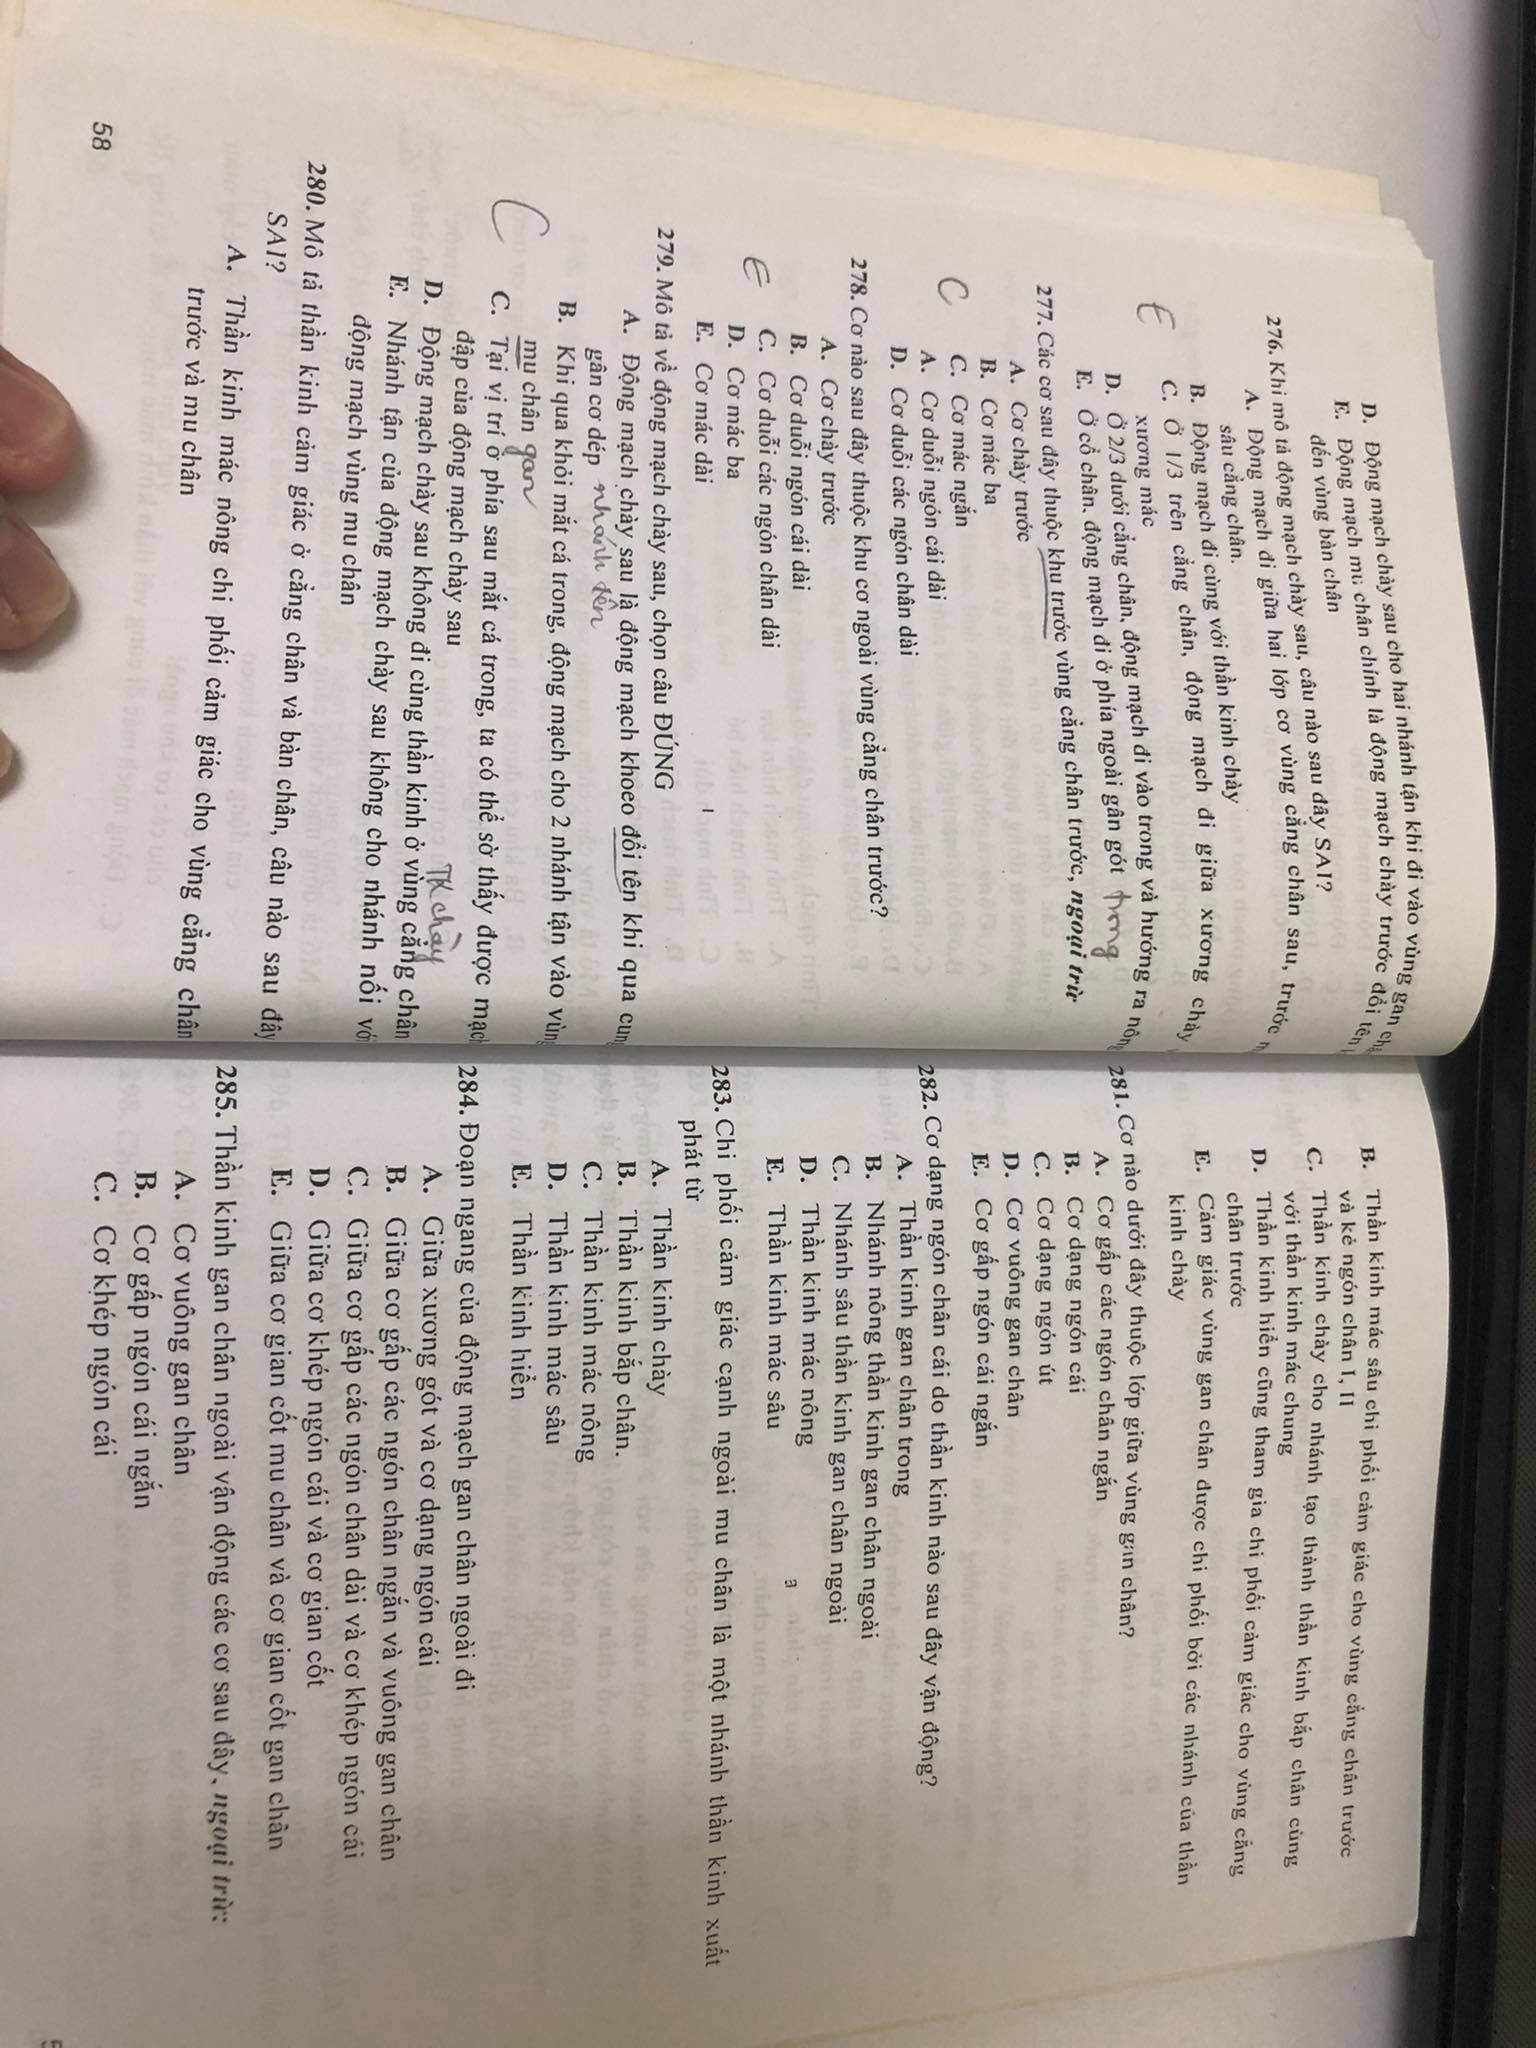 D. Động mạch chày sau cho hai nhánh tận khi đi vào vùng gan
E. Động mạch mu chân chính là động mạch chày trước đổi tên
đến vùng bàn chân
276. Khi mô tả động mạch chày sau, câu nào sau đây SAI?
A. Động mạch đi giữa hai lớp cơ vùng cẳng chân sau, trước
sâu cẳng chân.
B. Động mạch đi cùng với thần kinh chày
C. Ở 1/3 trên cẳng chân, động mạch đi giữa xương chày
xương mác
E
D. Ở 2/3 dưới cẳng chân, động mạch đi vào trong và hướng ra nông
E. Ở cổ chân, động mạch đi ở phía ngoài gân gót trong
277. Các cơ sau đây thuộc khu trước vùng cẳng chân trước, ngoại trừ
A. Cơ chày trước
B. Cơ mác ba
C. Cơ mác ngắn
C
A. Cơ duỗi ngón cái dài
D. Cơ duỗi các ngón chân dài
278. Cơ nào sau đây thuộc khu cơ ngoài vùng cẳng chân trước?
A. Cơ chày trước
B. Cơ duỗi ngón cái dài
C. Cơ duỗi các ngón chân dài
E
D. Cơ mác ba
E. Cơ mác dài
279. Mô tả về động mạch chày sau, chọn câu ĐÚNG
A. Động mạch chày sau là động mạch khoeo đổi tên khi qua cung
gân cơ dép nhánh tên
B. Khi qua khỏi mắt cá trong, động mạch cho 2 nhánh tận vào vùng
mu chân gan
C
C. Tại vị trí ở phía sau mắt cá trong, ta có thể sờ thấy được mạch
đập của động mạch chày sau
TK chày
D. Động mạch chày sau không đi cùng thần kinh ở vùng cẳng chân
E. Nhánh tận của động mạch chày sau không cho nhánh nối với
động mạch vùng mu chân
280. Mô tả thần kinh cảm giác ở cẳng chân và bàn chân, câu nào sau đây
SAI?
A. Thần kinh mác nông chi phối cảm giác cho vùng cẳng chân
trước và mu chân
58
B. Thần kinh mác sâu chi phối cảm giác cho vùng cẳng chân trước
và kẻ ngón chân I, II
C. Thần kinh chày cho nhánh tạo thành thần kinh bắp chân cùng
với thần kinh mác chung
D. Thần kinh hiển cũng tham gia chi phối cảm giác cho vùng cẳng
chân trước
E. Cảm giác vùng gan chân được chi phối bởi các nhánh của thần
kinh chày
281. Cơ nào dưới đây thuộc lớp giữa vùng gan chân?
A. Cơ gấp các ngón chân ngắn
B. Cơ dạng ngón cái
C. Cơ dạng ngón út
D. Cơ vuông gan chân
E. Cơ gấp ngón cái ngắn
282. Cơ dạng ngón chân cái do thần kinh nào sau đây vận động?
A. Thần kinh gan chân trong
B. Nhánh nông thần kinh gan chân ngoài
C. Nhánh sâu thần kinh gan chân ngoài
D. Thần kinh mác nông
a
E. Thần kinh mác sâu
283. Chi phối cảm giác cạnh ngoài mu chân là một nhánh thần kinh xuất
phát từ
A. Thần kinh chày
B. Thần kinh bắp chân.
C. Thần kinh mác nông
D. Thần kinh mác sâu
E. Thần kinh hiển
284. Đoạn ngang của động mạch gan chân ngoài đi
A. Giữa xương gót và cơ dạng ngón cái
B. Giữa cơ gấp các ngón chân ngắn và vuông gan chân
C. Giữa cơ gấp các ngón chân dài và cơ khép ngón cái
D. Giữa cơ khép ngón cái và cơ gian cốt
E. Giữa cơ gian cốt mu chân và cơ gian cốt gan chân
285. Thần kinh gan chân ngoài vận động các cơ sau đây, ngoại trừ:
A. Cơ vuông gan chân
B. Cơ gấp ngón cái ngắn
C. Cơ khép ngón cái